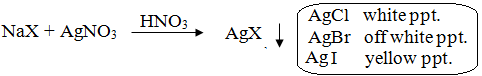 NaX + AgNO₃ HNO₃ AgX ,
AgCl white ppt.
AgBr off white ppt.
AgI yellow ppt.